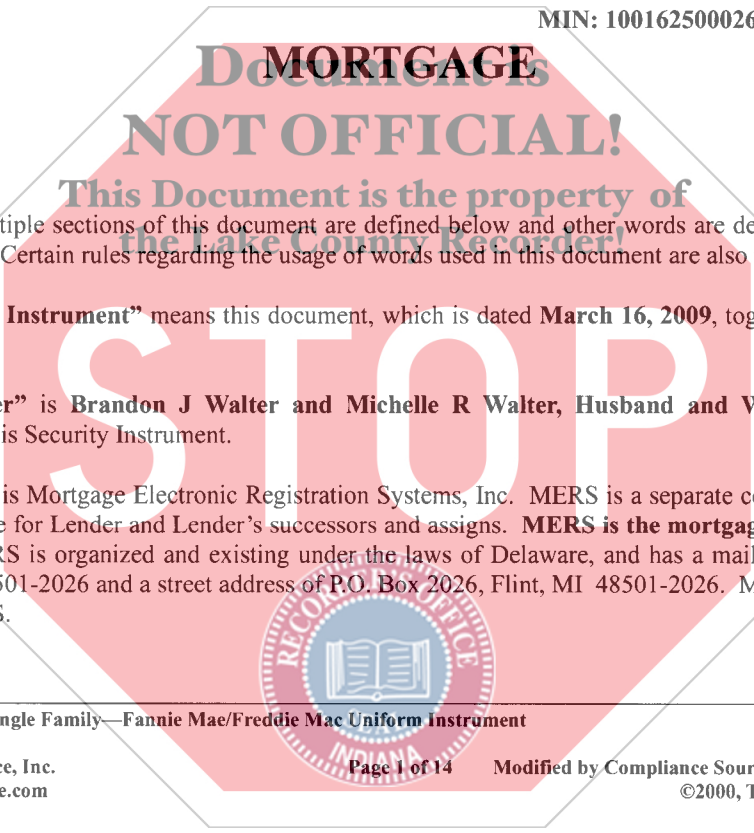 MIN: 100162500026
MORTGAGE
Document is
NOT OFFICIAL!
This Document is the property of
the Lake County Recorder!
tiple sections of this document are defined below and other words are de
Certain rules regarding the usage of words used in this document are also
Instrument” means this document, which is dated March 16, 2009, tog
STOP
er” is Brandon J Walter and Michelle R Walter, Husband and W
is Security Instrument.
is Mortgage Electronic Registration Systems, Inc. MERS is a separate co
e for Lender and Lender’s successors and assigns. MERS is the mortgag
RS is organized and existing under the laws of Delaware, and has a mail
501-2026 and a street address of P.O. Box 2026, Flint, MI 48501-2026. M
S.
RECORDER'S OFFICE
INDIANA
ngle Family—Fannie Mae/Freddie Mac Uniform Instrument
ce, Inc.
Page 1 of 14
Modified by Compliance Sour
e.com
©2000, T